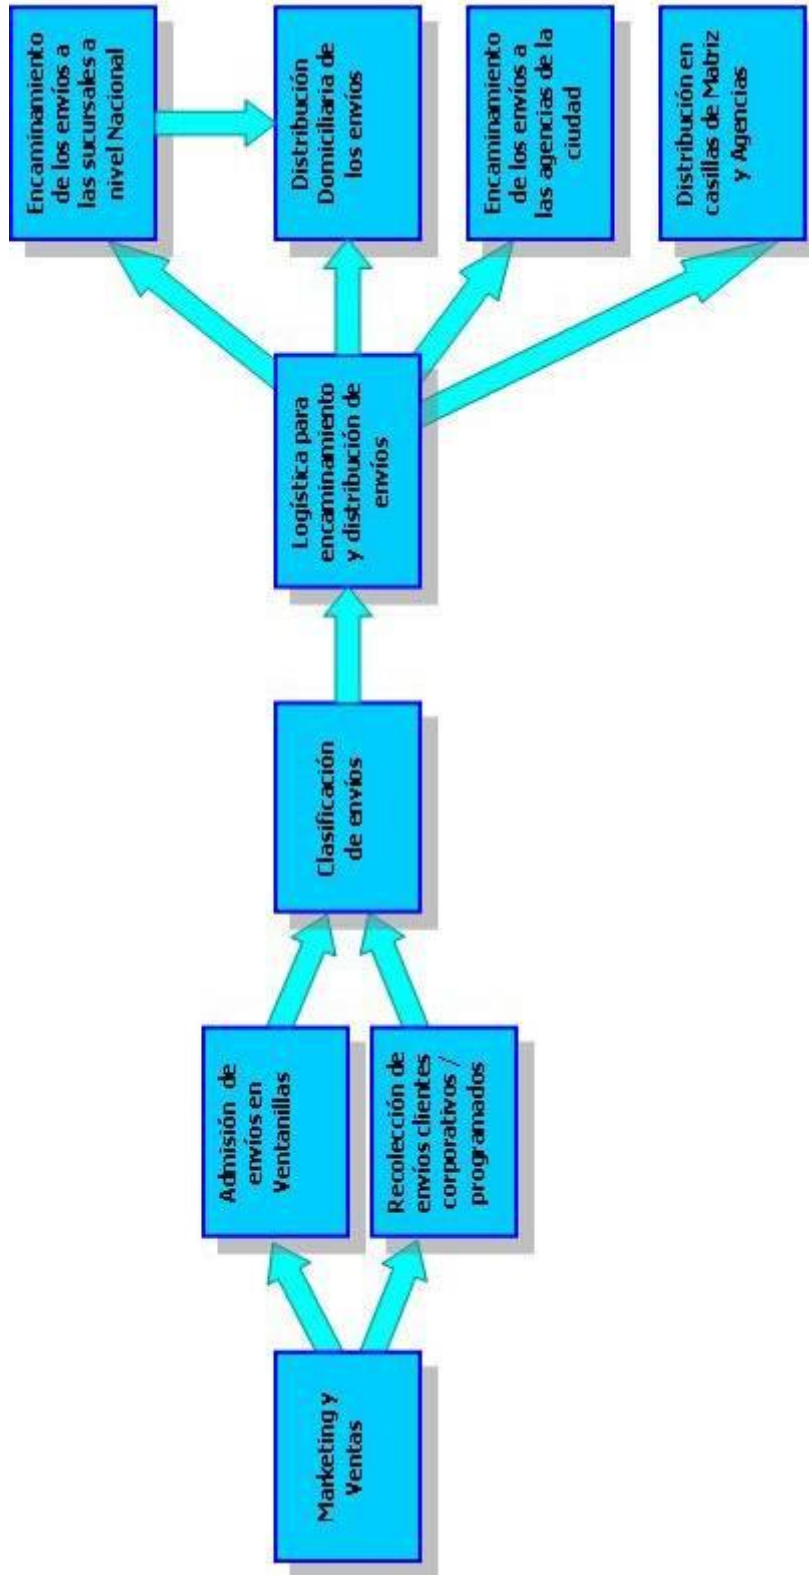 Marketing y
Ventas
Admisión de
envíos en
Ventanillas
Recolección de
envíos clientes
corporativos /
programados
Clasificación
de envíos
Logística para
encaminamiento
y distribución de
envíos
Encaminamiento
de los envíos a
las sucursales a
nivel Nacional
Distribución
Domiciliaria de
los envíos
Encaminamiento
de los envíos a
las agencias de la
ciudad
Distribución en
casillas de Matriz
y Agencias